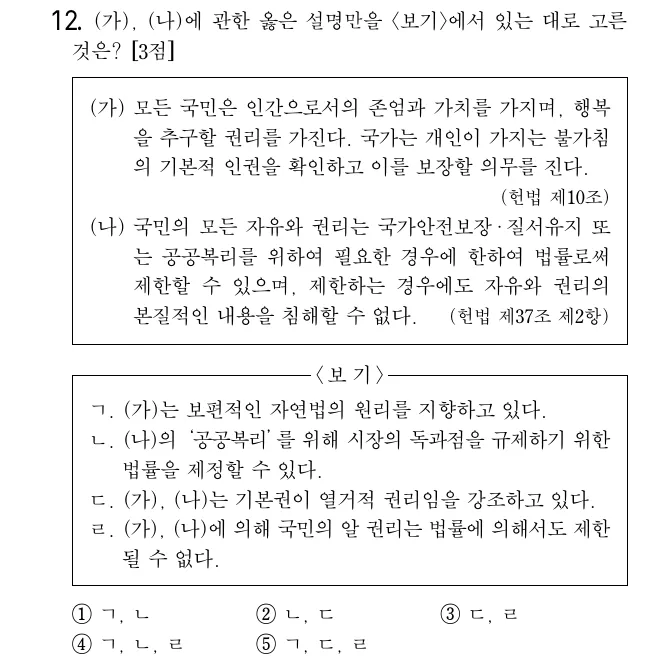 12. (가), (나)에 관한 옳은 설명만을 〈보기〉에서 있는 대로 고른
것은? [3점]
(가) 모든 국민은 인간으로서의 존엄과 가치를 가지며, 행복
을 추구할 권리를 가진다. 국가는 개인이 가지는 불가침
의 기본적 인권을 확인하고 이를 보장할 의무를 진다.
(헌법 제10조)
(나) 국민의 모든 자유와 권리는 국가안전보장·질서유지 또
는 공공복리를 위하여 필요한 경우에 한하여 법률로써
제한할 수 있으며, 제한하는 경우에도 자유와 권리의
본질적인 내용을 침해할 수 없다. (헌법 제37조 제2항)
〈보 기〉
ㄱ. (가)는 보편적인 자연법의 원리를 지향하고 있다.
ㄴ. (나)의 ‘공공복리’를 위해 시장의 독과점을 규제하기 위한
법률을 제정할 수 있다.
ㄷ. (가), (나)는 기본권이 열거적 권리임을 강조하고 있다.
ㄹ. (가), (나)에 의해 국민의 알 권리는 법률에 의해서도 제한
될 수 없다.
① ㄱ, ㄴ ② ㄴ, ㄷ ③ ㄷ, ㄹ
④ ㄱ, ㄴ, ㄹ ⑤ ㄱ, ㄷ, ㄹ